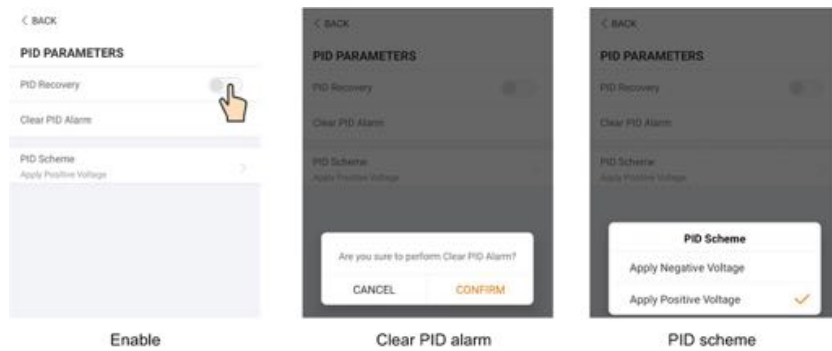 < BACK
PID PARAMETERS
PID Recovery
Clear PID Alarm
PID Scheme
Apply Positive Voltage
Enable
< BACK
PID PARAMETERS
PID Recovery
Clear PID Alarm
PID Scheme
Apply Positive Voltage
Are you sure to perform Clear PID Alarm?
CANCEL CONFIRM
Clear PID alarm
< BACK
PID PARAMETERS
PID Recovery
Clear PID Alarm
PID Scheme
Apply Positive Voltage
PID Scheme
Apply Negative Voltage
Apply Positive Voltage
PID scheme